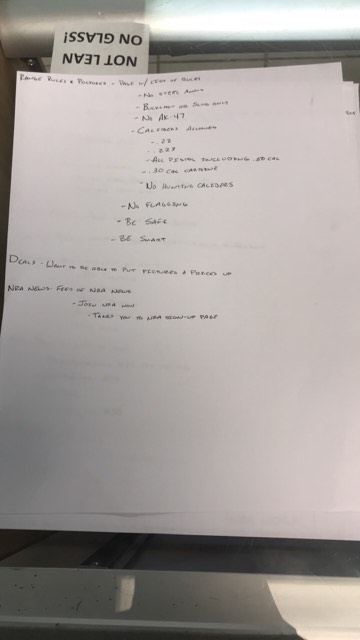 NOT LEAN
ON GLASS!
Range Rules & Policies - Page w/ list of rules
- No steel ammo
- Buckshot or slug only
- No AK-47
- Calibers allowed
- .22
- .223
- All pistol including .50 cal
- .30 cal carbine
- No hunting calibers
- No flagging
- Be safe
- Be smart
Deals - Want to be able to put pictures & prices up
NRA News - Feed of NRA news
- Join NRA now
- Takes you to NRA sign-up page